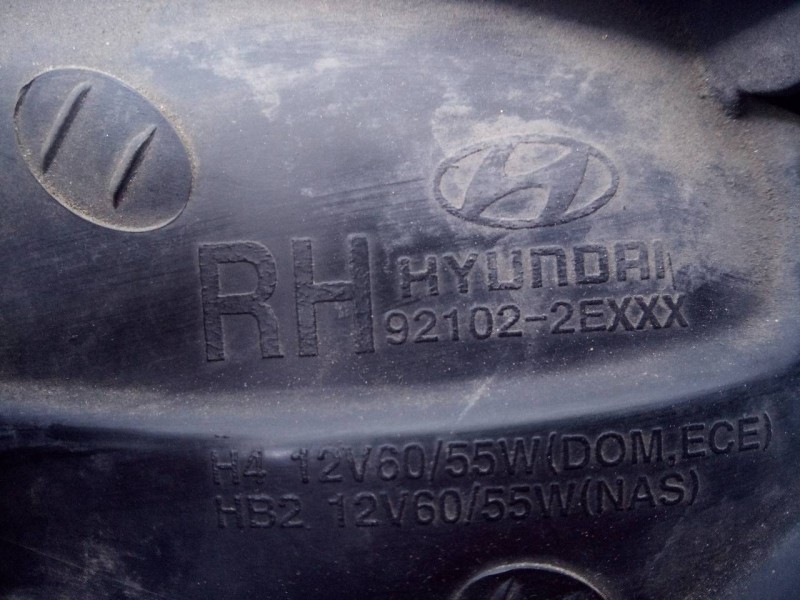 RH HYUNDAI
92102-2EXXX
H4 12V60/55W(DOM,ECE)
HB2 12V60/55W(NAS)